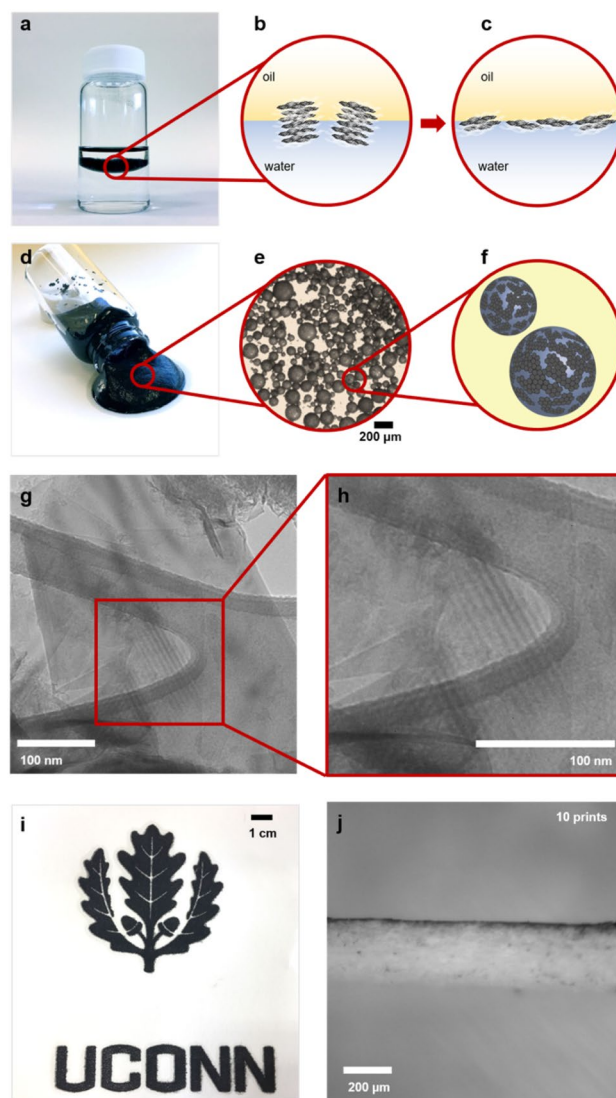 a
b
c
oil
water
oil
water
d
e
f
200 µm
g
h
100 nm
100 nm
i
1 cm
UCONN
j
10 prints
200 µm